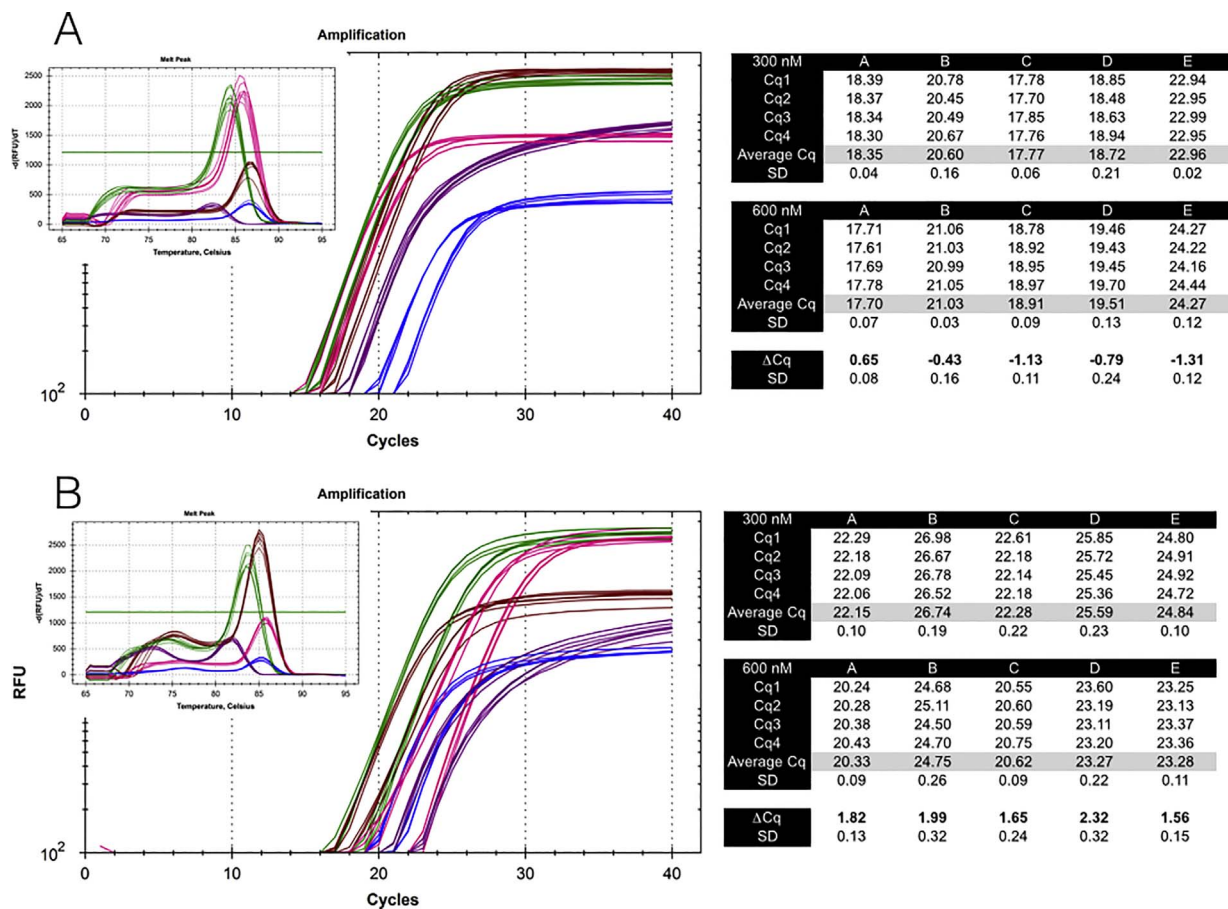 A
Amplification
Melt Peak
2500
2000
1500
1000
500
0
-d(RFU)/dT
65 70 75 80 85 90 95
Temperature, Celsius
10²
0 10 20 30 40
Cycles
300 nM A B C D E
Cq1 18.39 20.78 17.78 18.85 22.94
Cq2 18.37 20.45 17.70 18.48 22.95
Cq3 18.34 20.49 17.85 18.63 22.99
Cq4 18.30 20.67 17.76 18.94 22.95
Average Cq 18.35 20.60 17.77 18.72 22.96
SD 0.04 0.16 0.06 0.21 0.02
600 nM A B C D E
Cq1 17.71 21.06 18.78 19.46 24.27
Cq2 17.61 21.03 18.92 19.43 24.22
Cq3 17.69 20.99 18.95 19.45 24.16
Cq4 17.78 21.05 18.97 19.70 24.44
Average Cq 17.70 21.03 18.91 19.51 24.27
SD 0.07 0.03 0.09 0.13 0.12
ΔCq 0.65 -0.43 -1.13 -0.79 -1.31
SD 0.08 0.16 0.11 0.24 0.12
B
Amplification
Melt Peak
2500
2000
1500
1000
500
0
-d(RFU)/dT
65 70 75 80 85 90 95
Temperature, Celsius
RFU
10²
0 10 20 30 40
Cycles
300 nM A B C D E
Cq1 22.29 26.98 22.61 25.85 24.80
Cq2 22.18 26.67 22.18 25.72 24.91
Cq3 22.09 26.78 22.14 25.45 24.92
Cq4 22.06 26.52 22.18 25.36 24.72
Average Cq 22.15 26.74 22.28 25.59 24.84
SD 0.10 0.19 0.22 0.23 0.10
600 nM A B C D E
Cq1 20.24 24.68 20.55 23.60 23.25
Cq2 20.28 25.11 20.60 23.19 23.13
Cq3 20.38 24.50 20.59 23.11 23.37
Cq4 20.43 24.70 20.75 23.20 23.36
Average Cq 20.33 24.75 20.62 23.27 23.28
SD 0.09 0.26 0.09 0.22 0.11
ΔCq 1.82 1.99 1.65 2.32 1.56
SD 0.13 0.32 0.24 0.32 0.15